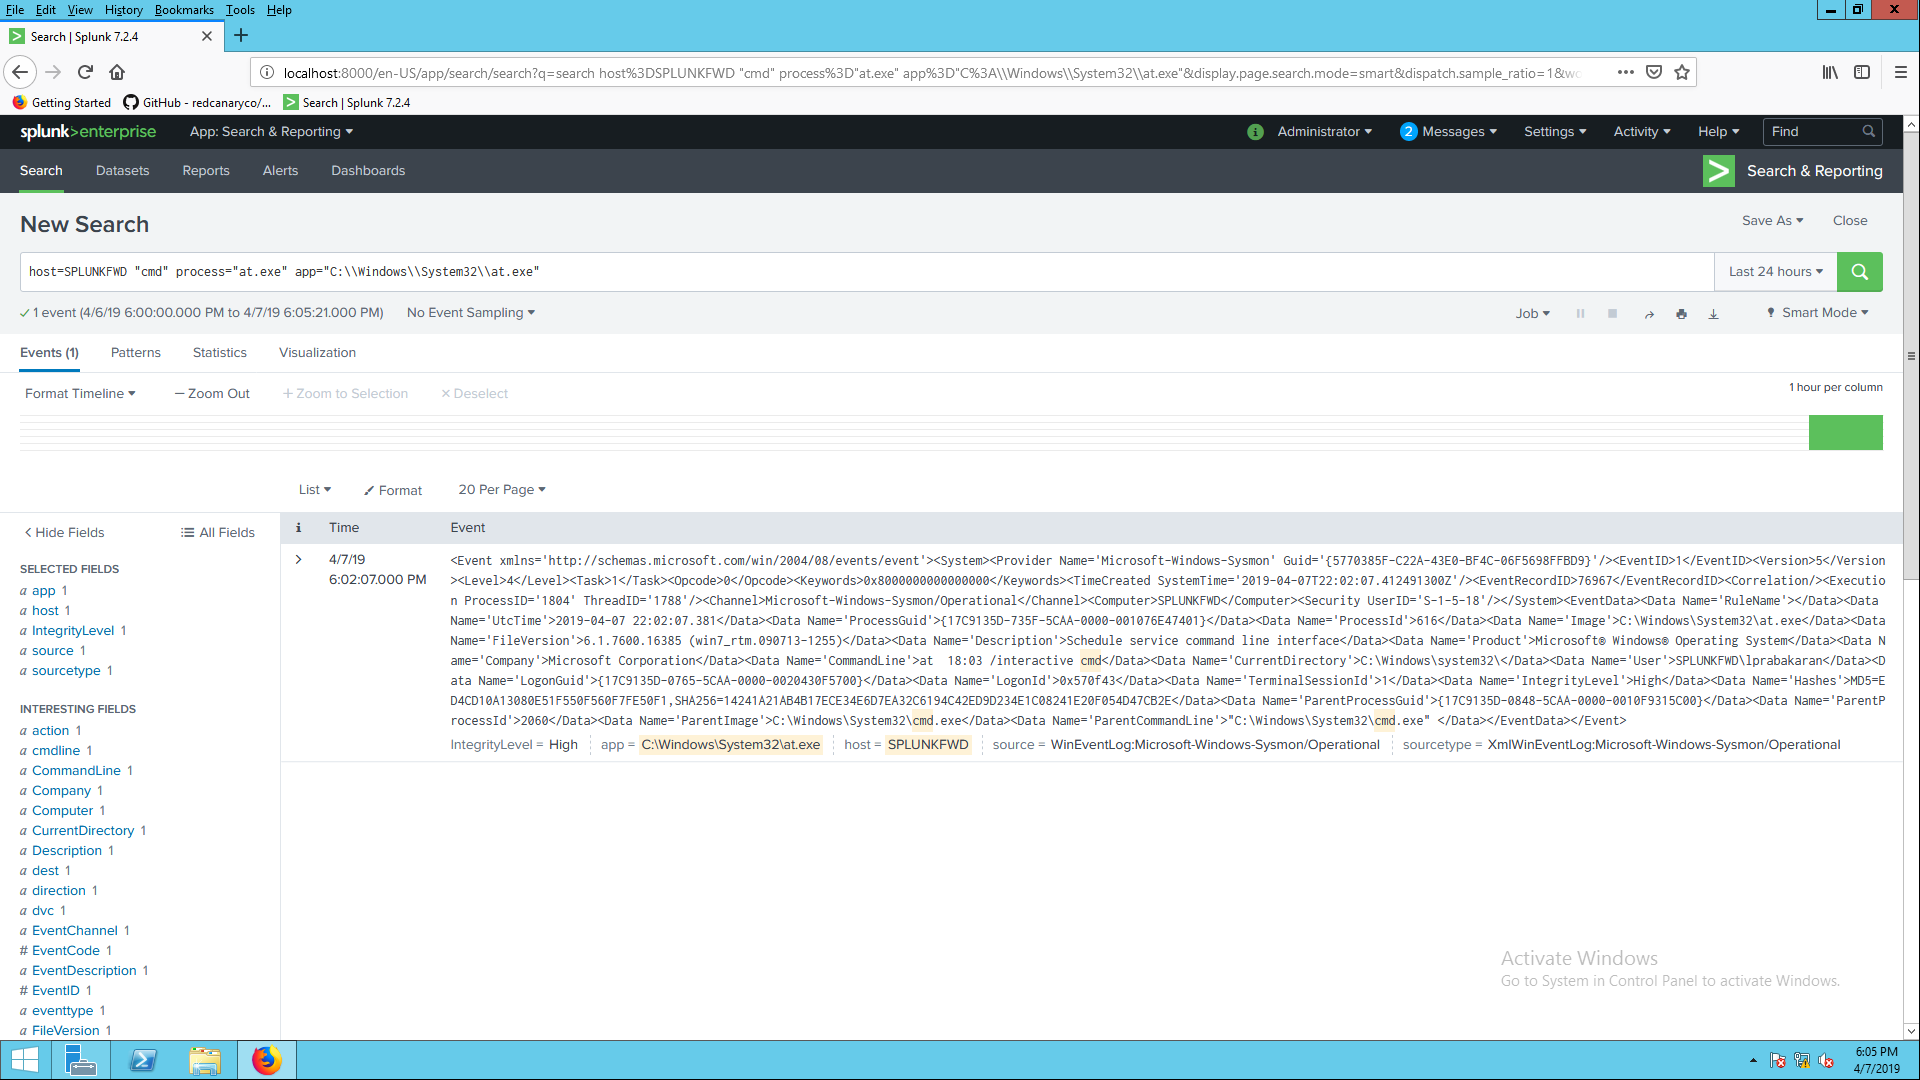 File Edit View History Bookmarks Tools Help
Search | Splunk 7.2.4
localhost:8000/en-US/app/search/search?q=search host%3DSPLUNKFWD "cmd" process%3D"at.exe" app%3D"C%3A\\Windows\\System32\\at.exe"&display.page.search.mode=smart&dispatch.sample_ratio=1&wo
Getting Started GitHub - redcanaryco/... Search | Splunk 7.2.4
splunk>enterprise App: Search & Reporting Administrator 2 Messages Settings Activity Help Find
Search Datasets Reports Alerts Dashboards Search & Reporting
New Search Save As Close
host=SPLUNKFWD "cmd" process="at.exe" app="C:\\Windows\\System32\\at.exe" Last 24 hours
1 event (4/6/19 6:00:00.000 PM to 4/7/19 6:05:21.000 PM) No Event Sampling Job Smart Mode
Events (1) Patterns Statistics Visualization
Format Timeline — Zoom Out + Zoom to Selection × Deselect 1 hour per column
List Format 20 Per Page
Hide Fields All Fields
i Time Event
4/7/19
6:02:07.000 PM
<Event xmlns='http://schemas.microsoft.com/win/2004/08/events/event'><System><Provider Name='Microsoft-Windows-Sysmon' Guid='{5770385F-C22A-43E0-BF4C-06F5698FFBD9}'/><EventID>1</EventID><Version>5</Version
><Level>4</Level><Task>1</Task><Opcode>0</Opcode><Keywords>0x8000000000000000</Keywords><TimeCreated SystemTime='2019-04-07T22:02:07.412491300Z'/><EventRecordID>76967</EventRecordID><Correlation/><Executio
n ProcessID='1804' ThreadID='1788'/><Channel>Microsoft-Windows-Sysmon/Operational</Channel><Computer>SPLUNKFWD</Computer><Security UserID='S-1-5-18'/></System><EventData><Data Name='RuleName'></Data><Data
Name='UtcTime'>2019-04-07 22:02:07.381</Data><Data Name='ProcessGuid'>{17C9135D-735F-5CAA-0000-001076E47401}</Data><Data Name='ProcessId'>616</Data><Data Name='Image'>C:\Windows\System32\at.exe</Data><Data
Name='FileVersion'>6.1.7600.16385 (win7_rtm.090713-1255)</Data><Data Name='Description'>Schedule service command line interface</Data><Data Name='Product'>Microsoft® Windows® Operating System</Data><Data N
ame='Company'>Microsoft Corporation</Data><Data Name='CommandLine'>at  18:03 /interactive cmd</Data><Data Name='CurrentDirectory'>C:\Windows\system32\</Data><Data Name='User'>SPLUNKFWD\lprabakaran</Data><D
ata Name='LogonGuid'>{17C9135D-0765-5CAA-0000-0020430F5700}</Data><Data Name='LogonId'>0x570f43</Data><Data Name='TerminalSessionId'>1</Data><Data Name='IntegrityLevel'>High</Data><Data Name='Hashes'>MD5=E
D4CD10A13080E51F550F560F7FE50F1,SHA256=14241A21AB4B17ECE34E6D7EA32C6194C42ED9D234E1C08241E20F054D47CB2E</Data><Data Name='ParentProcessGuid'>{17C9135D-0848-5CAA-0000-0010F9315C00}</Data><Data Name='ParentP
rocessId'>2060</Data><Data Name='ParentImage'>C:\Windows\System32\cmd.exe</Data><Data Name='ParentCommandLine'>"C:\Windows\System32\cmd.exe" </Data></EventData></Event>
IntegrityLevel = High app = C:\Windows\System32\at.exe host = SPLUNKFWD source = WinEventLog:Microsoft-Windows-Sysmon/Operational sourcetype = XmlWinEventLog:Microsoft-Windows-Sysmon/Operational
SELECTED FIELDS
a app 1
a host 1
a IntegrityLevel 1
a source 1
a sourcetype 1
INTERESTING FIELDS
a action 1
a cmdline 1
a CommandLine 1
a Company 1
a Computer 1
a CurrentDirectory 1
a Description 1
a dest 1
a direction 1
a dvc 1
a EventChannel 1
# EventCode 1
a EventDescription 1
# EventID 1
a eventtype 1
a FileVersion 1
Activate Windows
Go to System in Control Panel to activate Windows.
6:05 PM
4/7/2019